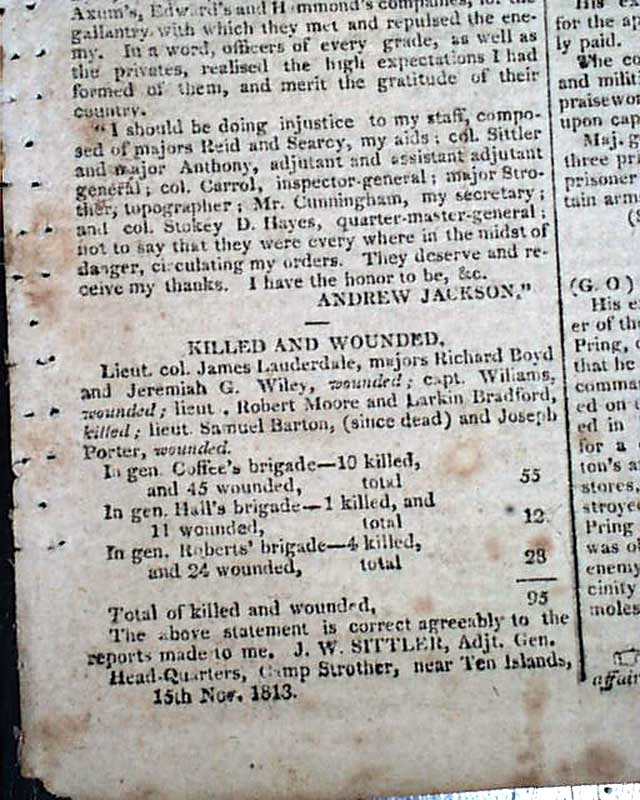 Axum's, Edward's and Hammond's companies, for the
gallantry with which they met and repulsed the ene-
my. In a word, officers of every grade, as well as
the privates, realised the high expectations I had
formed of them, and merit the gratitude of their
country.
"I should be doing injustice to my staff, compo-
sed of majors Reid and Searcy, my aids; col. Sittler
and major Anthony, adjutant and assistant adjutant
general; col. Carrol, inspector-general; major Stro-
ther, topographer; Mr. Cunningham, my secretary;
and col. Stokey D. Hayes, quarter-master-general;
not to say that they were every where in the midst of
danger, circulating my orders. They deserve and re-
ceive my thanks. I have the honor to be, &c.
ANDREW JACKSON."
KILLED AND WOUNDED.
Lieut. col. James Lauderdale, majors Richard Boyd
and Jeremiah G. Wiley, wounded; capt. Wiliams,
wounded; lieut. Robert Moore and Larkin Bradford,
killed; lieut. Samuel Barton, (since dead) and Joseph
Porter, wounded.
In gen. Coffee's brigade—10 killed,
and 45 wounded, total 55
In gen. Hall's brigade—1 killed, and
11 wounded, total 12
In gen. Roberts' brigade—4 killed,
and 24 wounded, total 28
Total of killed and wounded, 95
The above statement is correct agreeably to the
reports made to me. J. W. SITTLER, Adjt. Gen.
Head-Quarters, Camp Strother, near Ten Islands,
15th Nov. 1813.
His
for the
ly paid.
The
and
upon
Maj.
three
prisoner
tain
(G. O)
His
er of the
Pring,
that he
ed on
ed in
for a
stores,
Pring
was
enemy